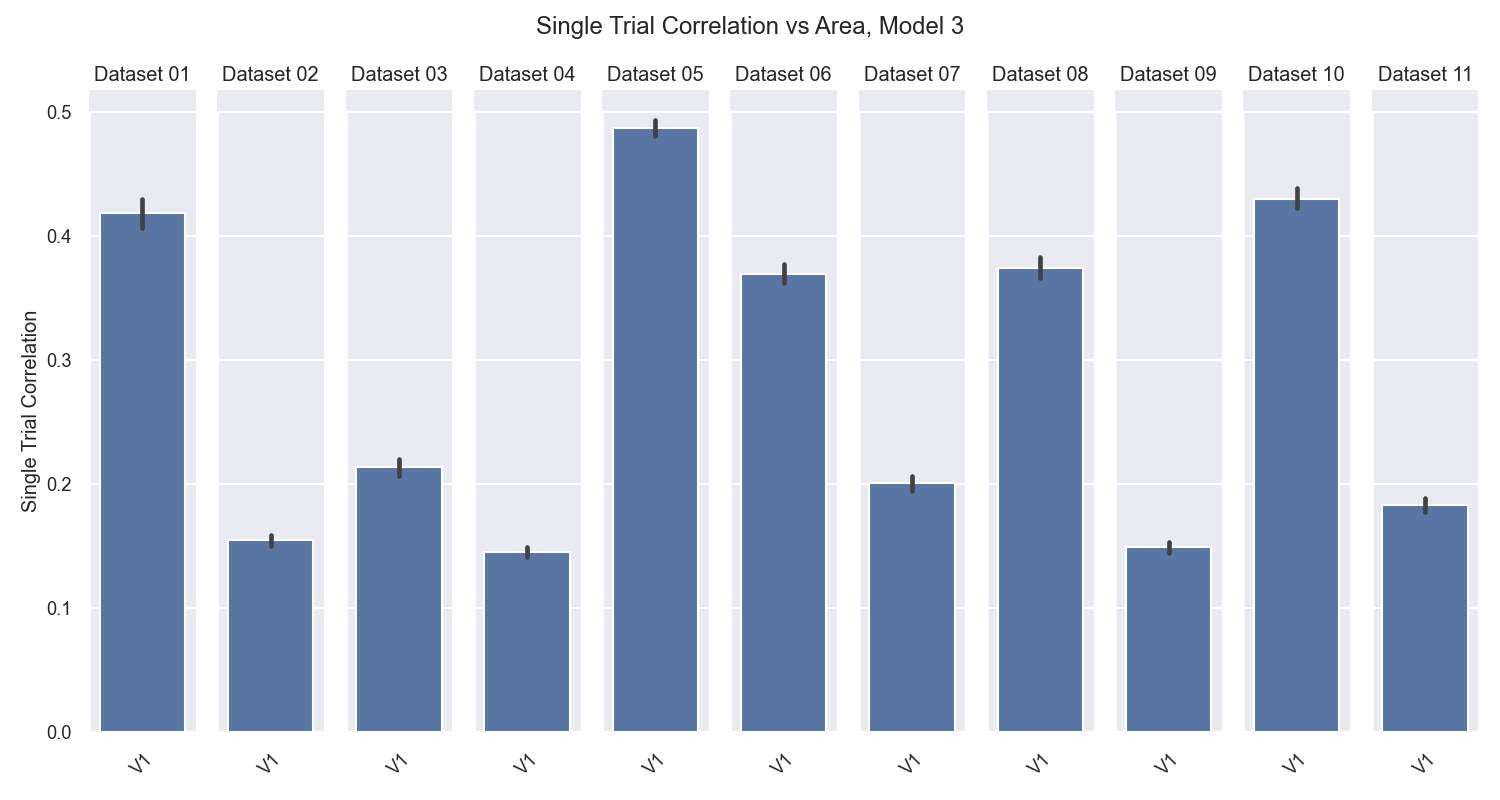 Single Trial Correlation vs Area, Model 3
Dataset 01
Dataset 02
Dataset 03
Dataset 04
Dataset 05
Dataset 06
Dataset 07
Dataset 08
Dataset 09
Dataset 10
Dataset 11
Single Trial Correlation
0.5
0.4
0.3
0.2
0.1
0.0
V1
V1
V1
V1
V1
V1
V1
V1
V1
V1
V1